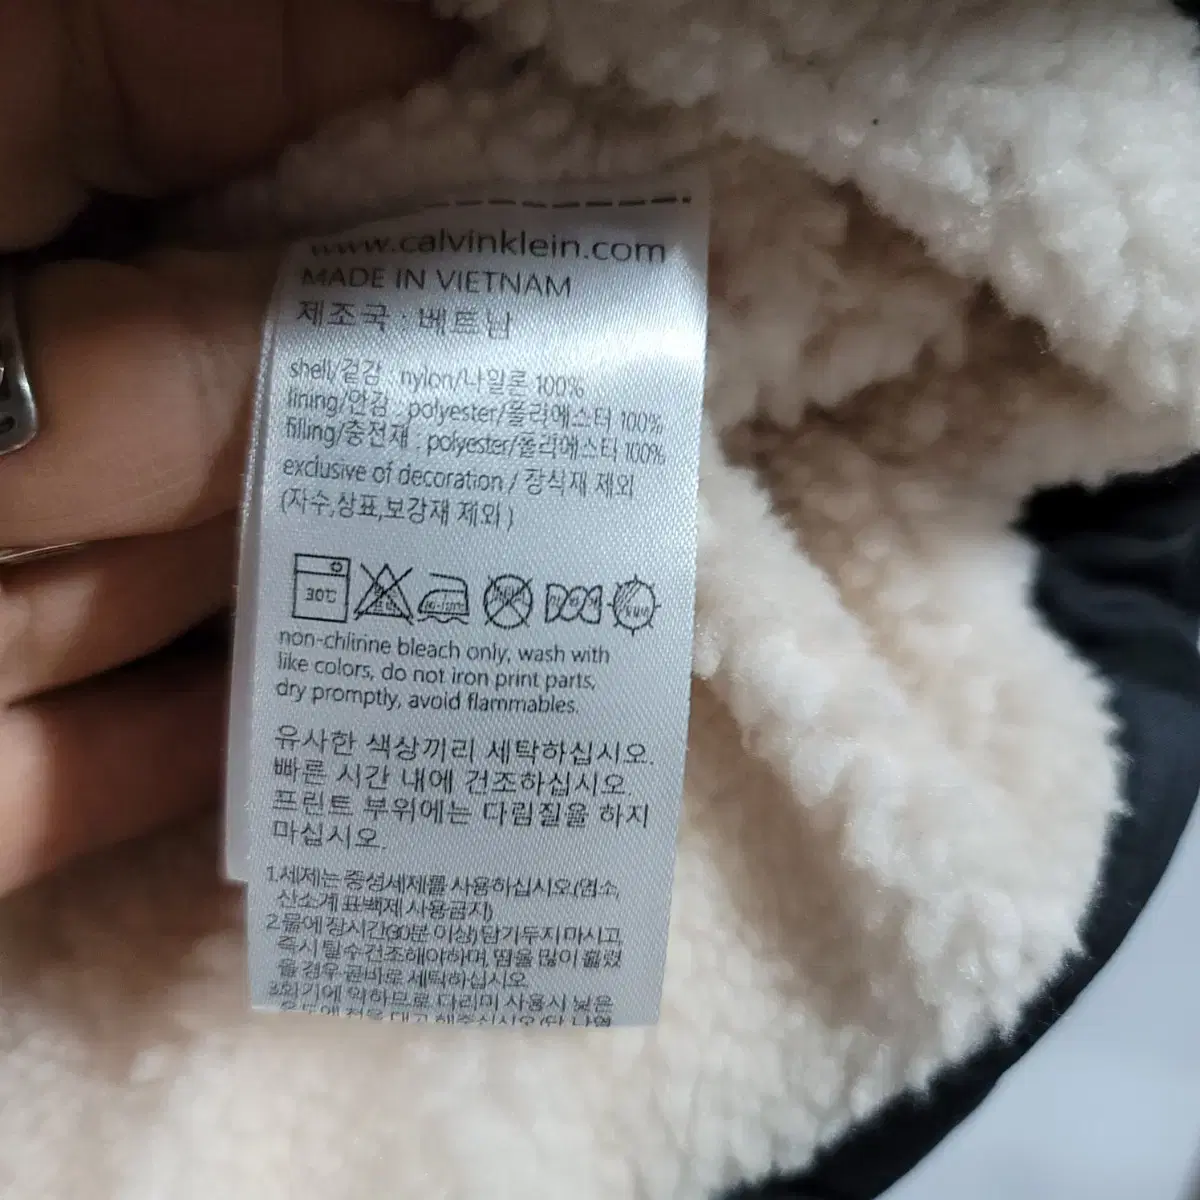 www.calvinklein.com
MADE IN VIETNAM
제조국 : 베트남
shell/겉감 : nylon/나일론 100%
lining/안감 : polyester/폴리에스터 100%
filling/충전재 : polyester/폴리에스터 100%
exclusive of decoration / 장식재 제외
(자수,상표,보강재 제외)
30℃
non-chlirine bleach only, wash with
like colors, do not iron print parts,
dry promptly, avoid flammables.
유사한 색상끼리 세탁하십시오.
빠른 시간 내에 건조하십시오.
프린트 부위에는 다림질을 하지
마십시오.
1.세제는 중성세제를 사용하십시오(염소,
산소계 표백제 사용금지)
2.물에 장시간(30분 이상) 담가두지 마시고,
즉시 탈수건조해야하며, 땀을 많이 흘렸
을 경우 곧바로 세탁하십시오
3.화기에 약하므로 다리미 사용시 낮은